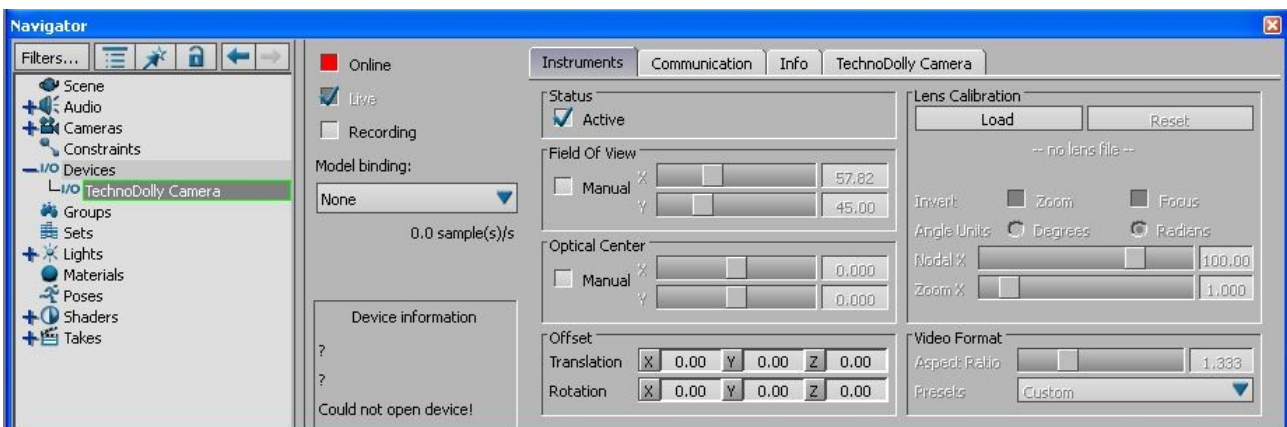 Navigator
Filters...
Scene
Audio
Cameras
Constraints
I/O Devices
I/O TechnoDolly Camera
Groups
Sets
Lights
Materials
Poses
Shaders
Takes
Online
Live
Recording
Model binding:
None
0.0 sample(s)/s
Device information
?
?
Could not open device!
Instruments Communication Info TechnoDolly Camera
Status
Active
Field Of View
Manual X 57.82
Y 45.00
Optical Center
Manual X 0.000
Y 0.000
Offset
Translation X 0.00 Y 0.00 Z 0.00
Rotation X 0.00 Y 0.00 Z 0.00
Lens Calibration
Load Reset
-- no lens file --
Invert: Zoom Focus
Angle Units Degrees Radians
Nodal X 100.00
Zoom X 1.000
Video Format
Aspect Ratio 1.333
Presets Custom